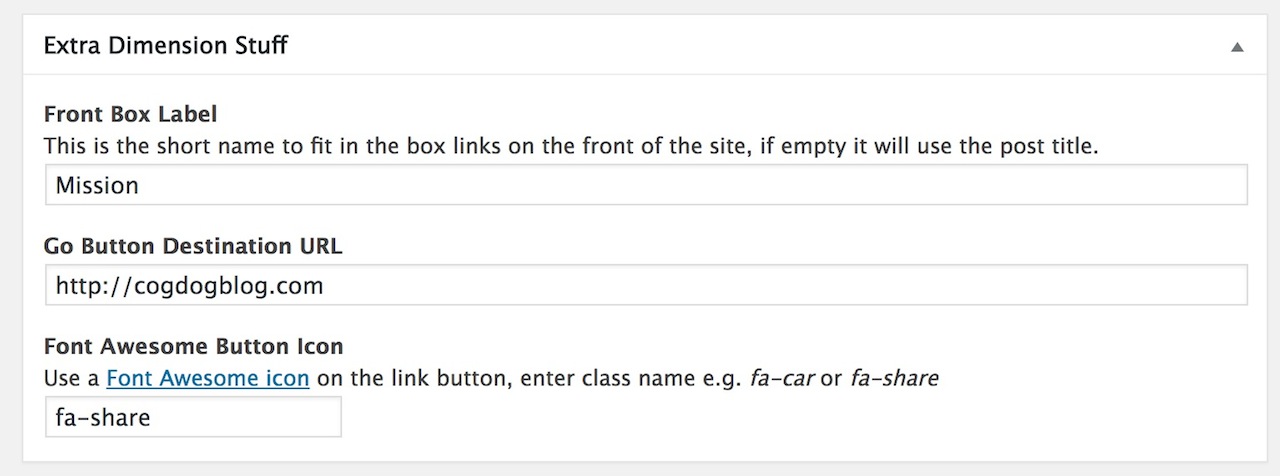 Extra Dimension Stuff
Front Box Label
This is the short name to fit in the box links on the front of the site, if empty it will use the post title.
Mission
Go Button Destination URL
http://cogdogblog.com
Font Awesome Button Icon
Use a Font Awesome icon on the link button, enter class name e.g. fa-car or fa-share
fa-share